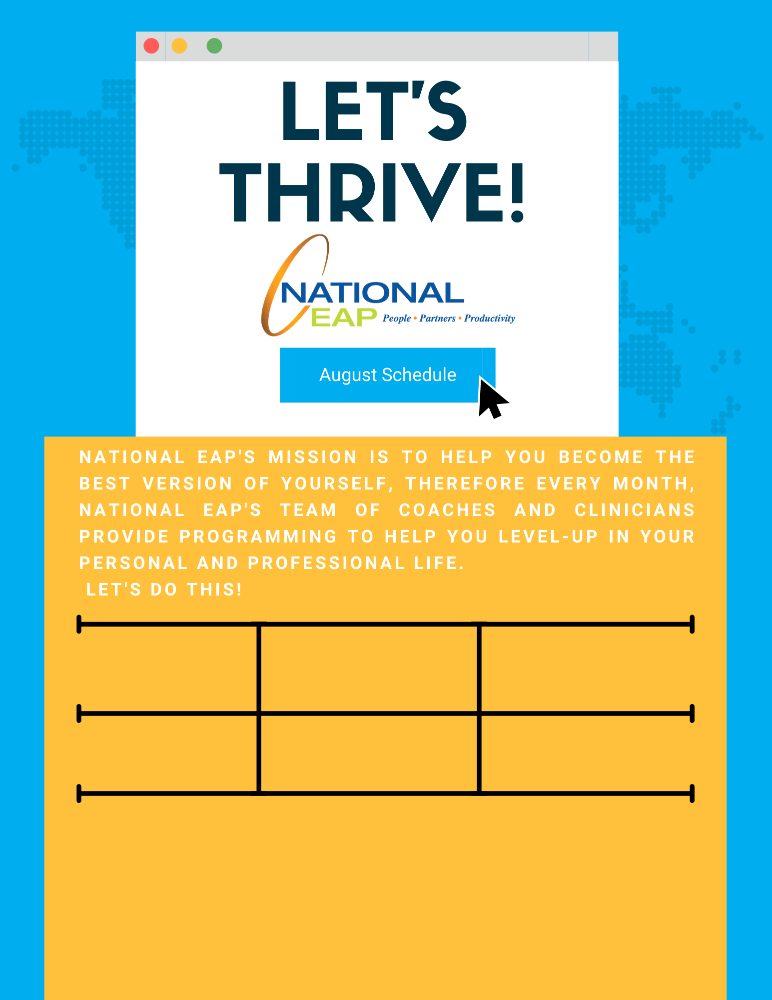 LET'S
THRIVE!
NATIONAL
EAP People • Partners • Productivity
August Schedule
NATIONAL EAP'S MISSION IS TO HELP YOU BECOME THE
BEST VERSION OF YOURSELF, THEREFORE EVERY MONTH,
NATIONAL EAP'S TEAM OF COACHES AND CLINICIANS
PROVIDE PROGRAMMING TO HELP YOU LEVEL-UP IN YOUR
PERSONAL AND PROFESSIONAL LIFE.
LET'S DO THIS!